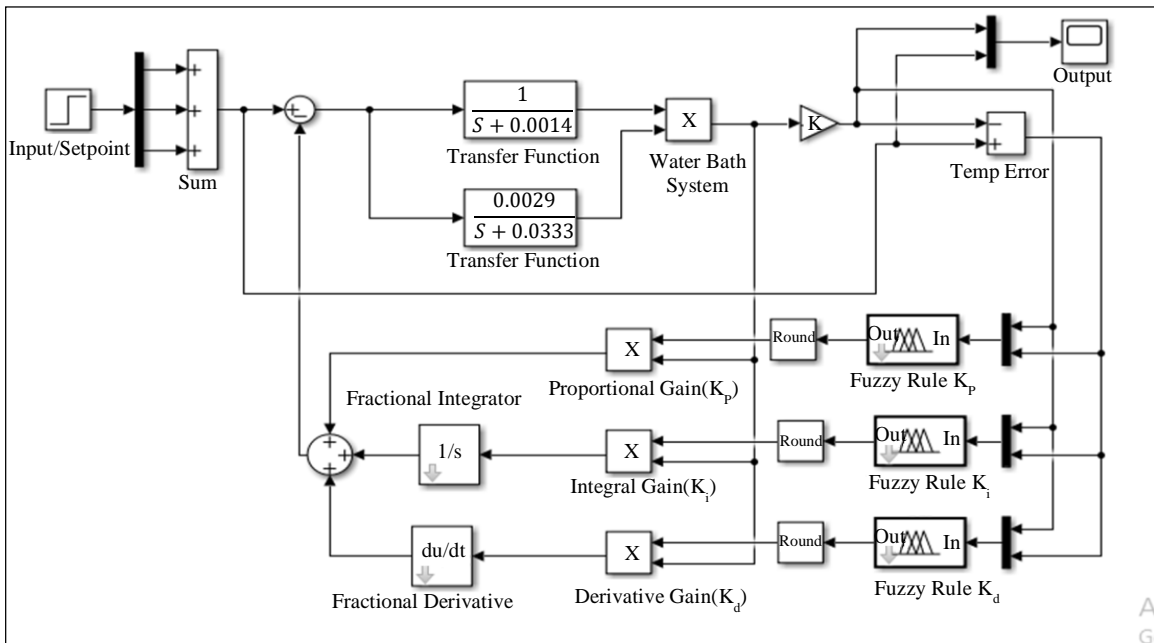 Input/Setpoint
+
+
+
Sum
+
−
1
S + 0.0014
Transfer Function
0.0029
S + 0.0333
Transfer Function
X
Water Bath
System
K
Output
−
+
Temp Error
X
Proportional Gain(K_P)
Round
Out
In
Fuzzy Rule K_P
Fractional Integrator
+
+
+
1/s
X
Integral Gain(K_i)
Round
Out
In
Fuzzy Rule K_i
du/dt
Fractional Derivative
X
Derivative Gain(K_d)
Round
Out
In
Fuzzy Rule K_d
A
G